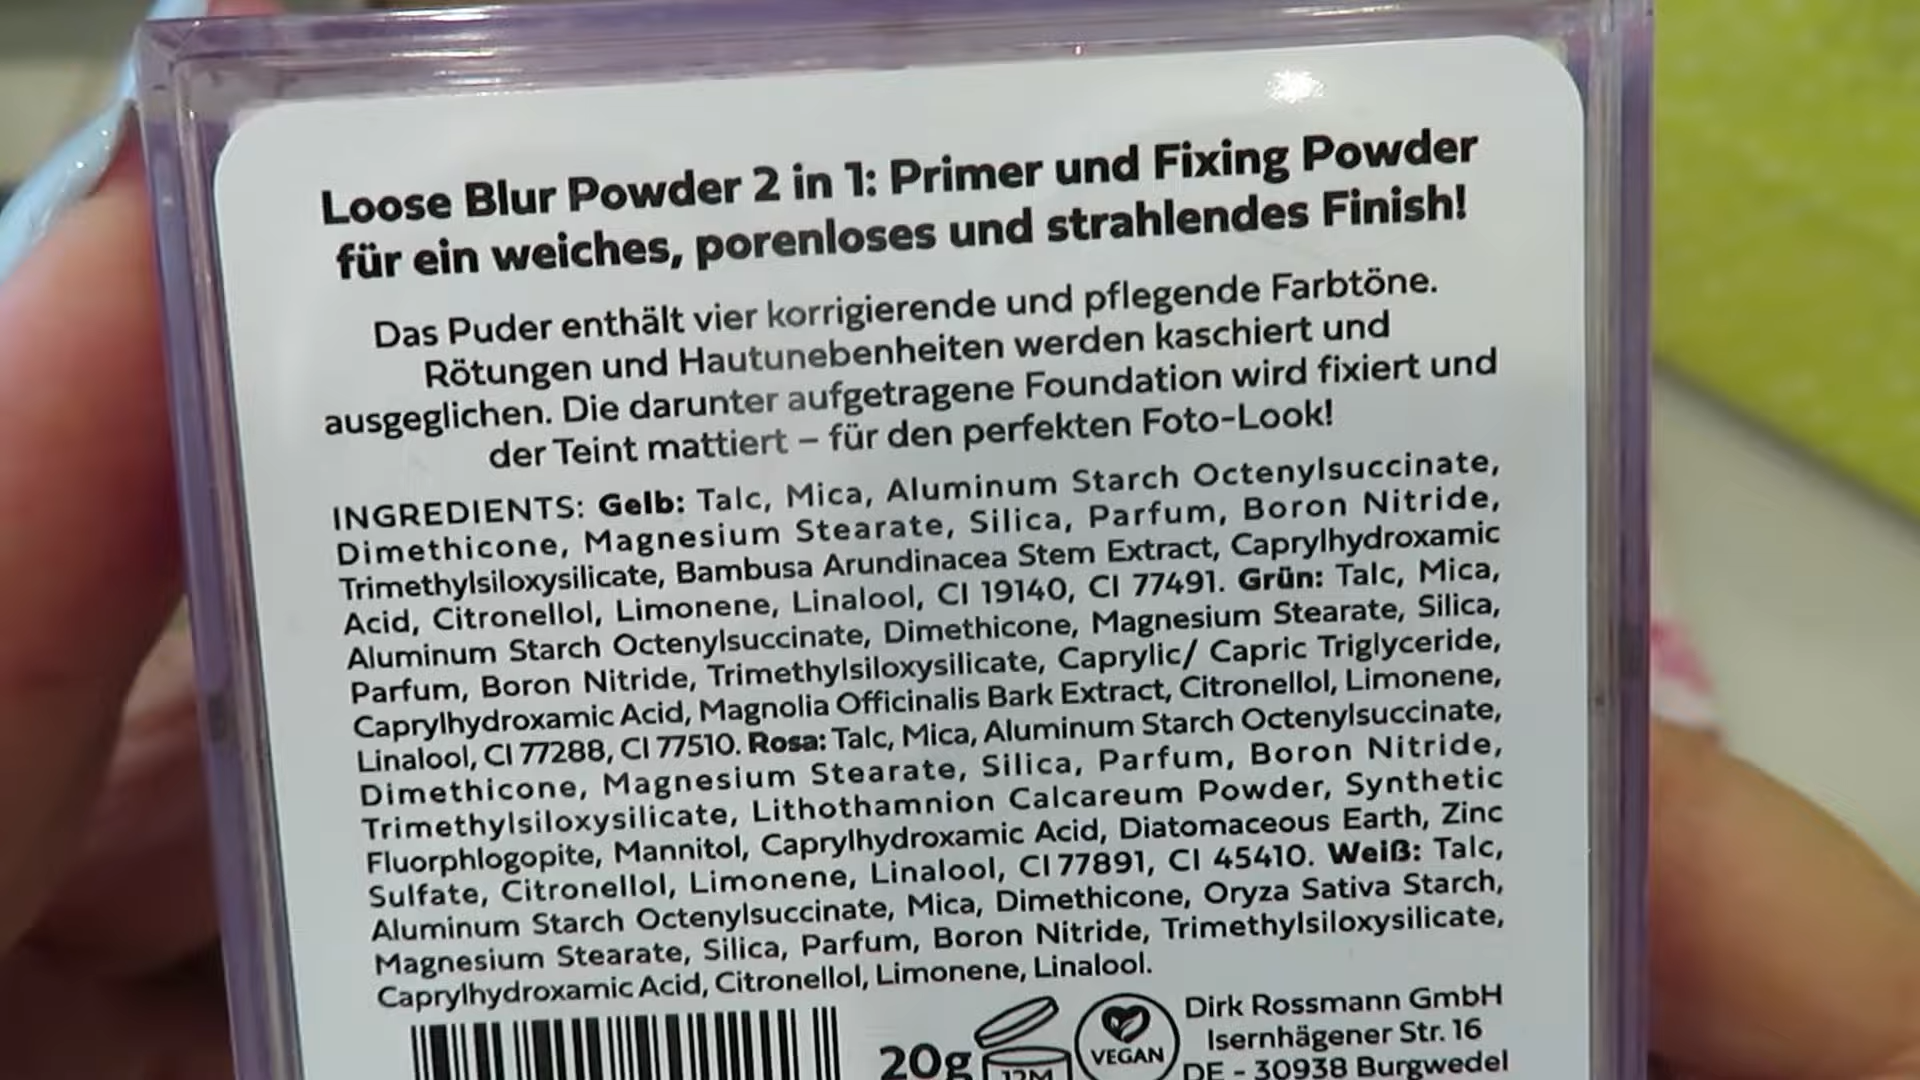 Loose Blur Powder 2 in 1: Primer und Fixing Powder
für ein weiches, porenloses und strahlendes Finish!
Das Puder enthält vier korrigierende und pflegende Farbtöne.
Rötungen und Hautunebenheiten werden kaschiert und
ausgeglichen. Die darunter aufgetragene Foundation wird fixiert und
der Teint mattiert – für den perfekten Foto-Look!
INGREDIENTS: Gelb: Talc, Mica, Aluminum Starch Octenylsuccinate,
Dimethicone, Magnesium Stearate, Silica, Parfum, Boron Nitride,
Trimethylsiloxysilicate, Bambusa Arundinacea Stem Extract, Caprylhydroxamic
Acid, Citronellol, Limonene, Linalool, CI 19140, CI 77491. Grün: Talc, Mica,
Aluminum Starch Octenylsuccinate, Dimethicone, Magnesium Stearate, Silica,
Parfum, Boron Nitride, Trimethylsiloxysilicate, Caprylic/ Capric Triglyceride,
Caprylhydroxamic Acid, Magnolia Officinalis Bark Extract, Citronellol, Limonene,
Linalool, CI 77288, CI 77510. Rosa: Talc, Mica, Aluminum Starch Octenylsuccinate,
Dimethicone, Magnesium Stearate, Silica, Parfum, Boron Nitride,
Trimethylsiloxysilicate, Lithothamnion Calcareum Powder, Synthetic
Fluorphlogopite, Mannitol, Caprylhydroxamic Acid, Diatomaceous Earth, Zinc
Sulfate, Citronellol, Limonene, Linalool, CI 77891, CI 45410. Weiß: Talc,
Aluminum Starch Octenylsuccinate, Mica, Dimethicone, Oryza Sativa Starch,
Magnesium Stearate, Silica, Parfum, Boron Nitride, Trimethylsiloxysilicate,
Caprylhydroxamic Acid, Citronellol, Limonene, Linalool.
20g
12M
VEGAN
Dirk Rossmann GmbH
Isernhägener Str. 16
DE - 30938 Burgwedel